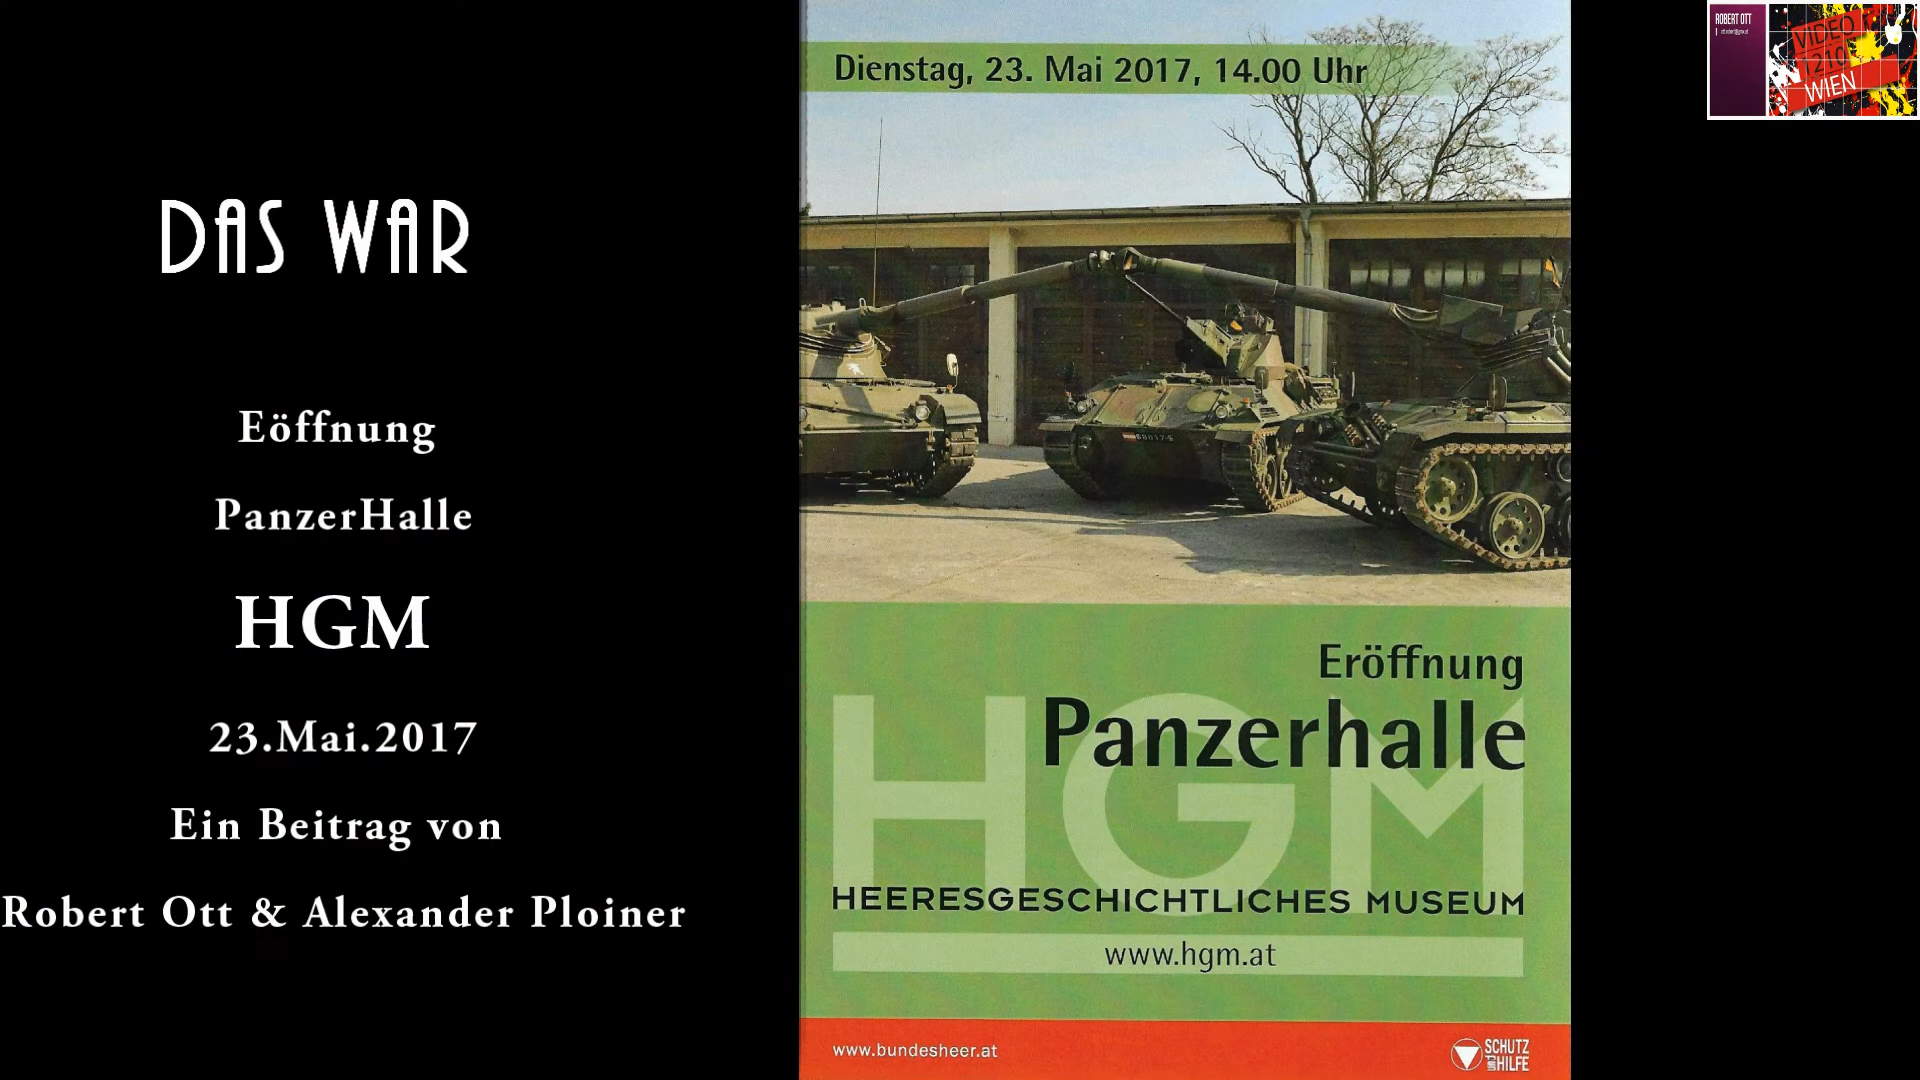 DAS WAR
Eöffnung
PanzerHalle
HGM
23.Mai.2017
Ein Beitrag von
Robert Ott & Alexander Ploiner
Dienstag, 23. Mai 2017, 14.00 Uhr
Eröffnung
Panzerhalle
HGM
HEERESGESCHICHTLICHES MUSEUM
www.hgm.at
www.bundesheer.at
SCHUTZ
HILFE
ROBERT OTT
VIDEO
1210
WIEN